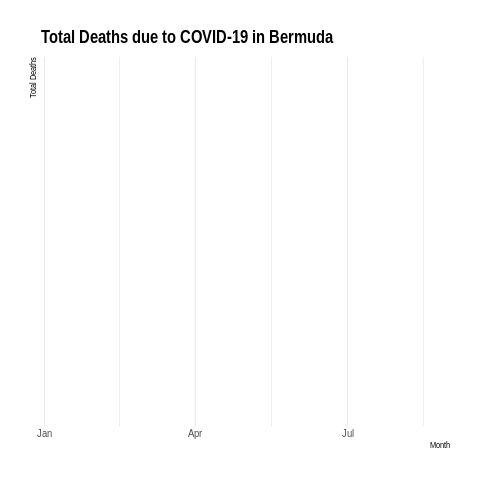 Total Deaths due to COVID-19 in Bermuda
Total Deaths
Jan Apr Jul
Month